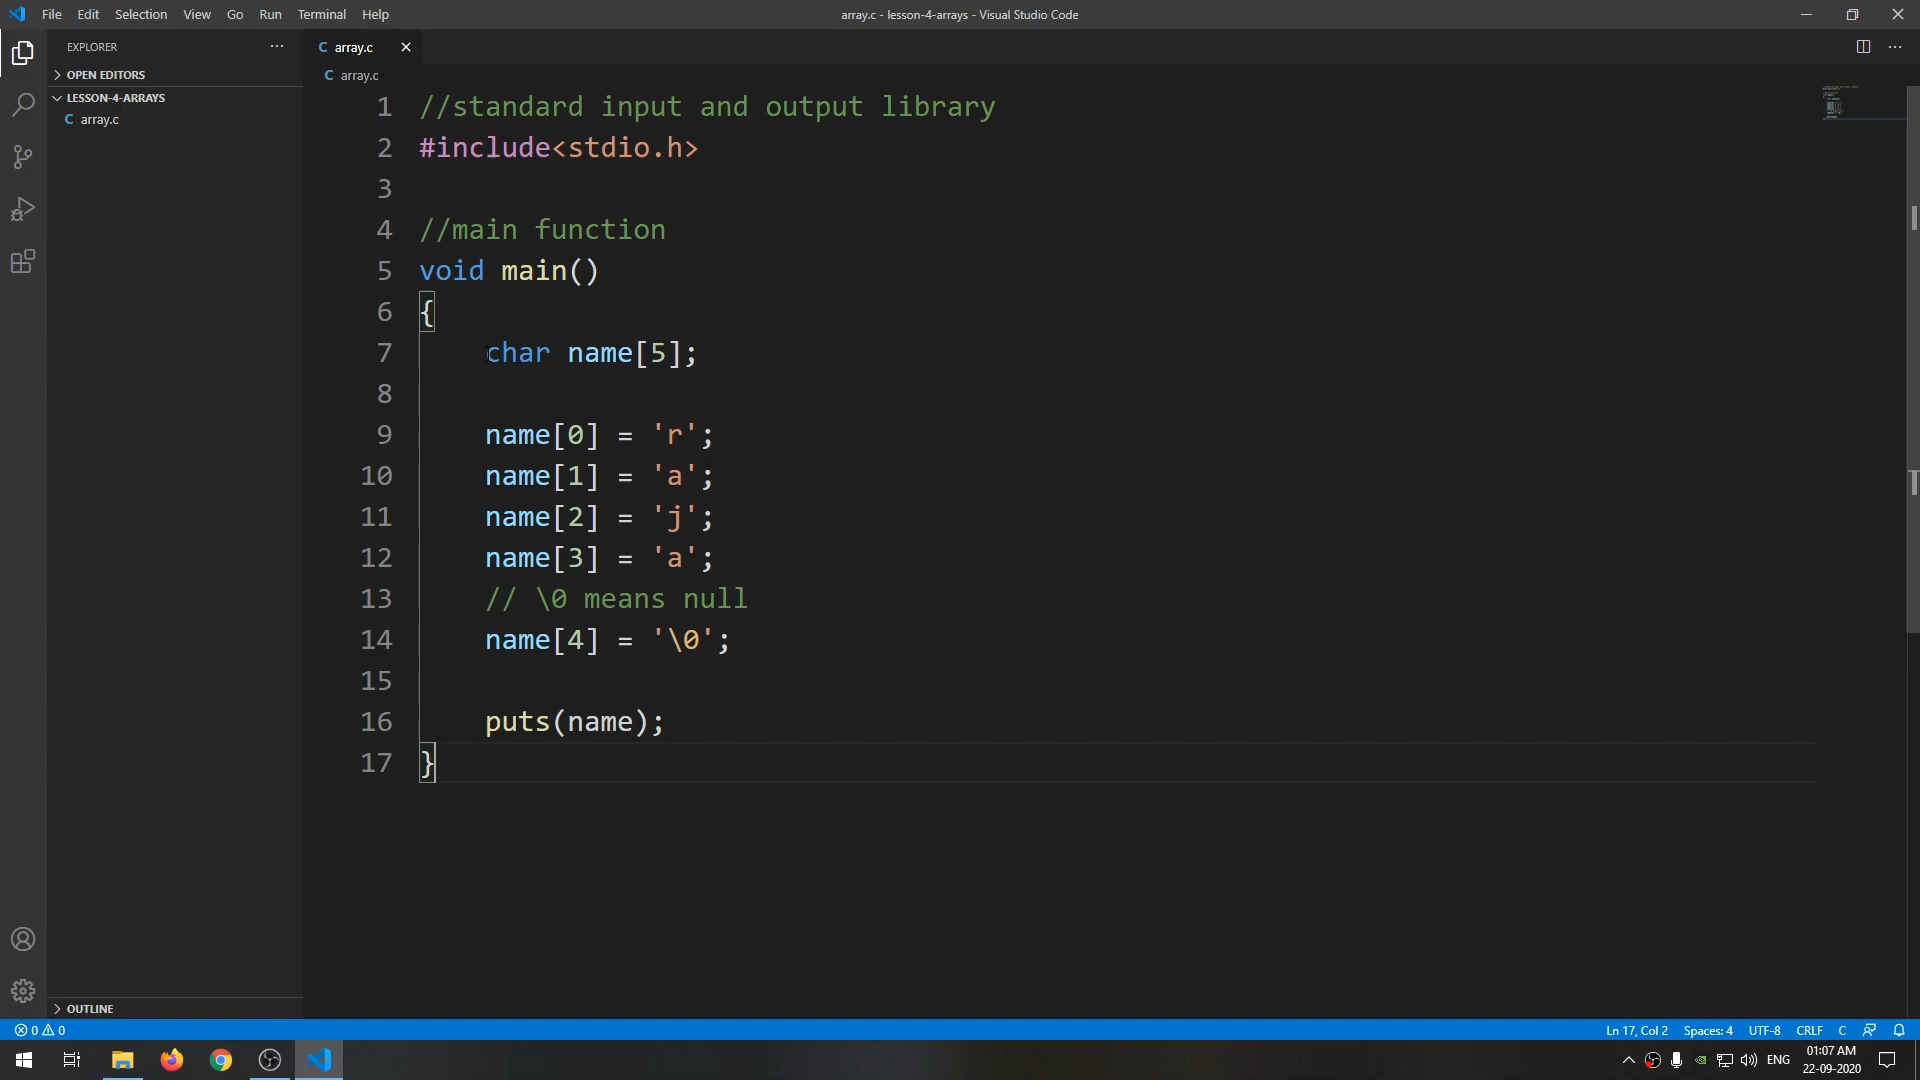 File Edit Selection View Go Run Terminal Help
array.c - lesson-4-arrays - Visual Studio Code
EXPLORER
OPEN EDITORS
LESSON-4-ARRAYS
C array.c
OUTLINE
C array.c
C array.c
1 //standard input and output library
2 #include<stdio.h>
3
4 //main function
5 void main()
6 {
7 char name[5];
8
9 name[0] = 'r';
10 name[1] = 'a';
11 name[2] = 'j';
12 name[3] = 'a';
13 // \0 means null
14 name[4] = '\0';
15
16 puts(name);
17 }
0 0
Ln 17, Col 2 Spaces: 4 UTF-8 CRLF C
ENG
01:07 AM
22-09-2020